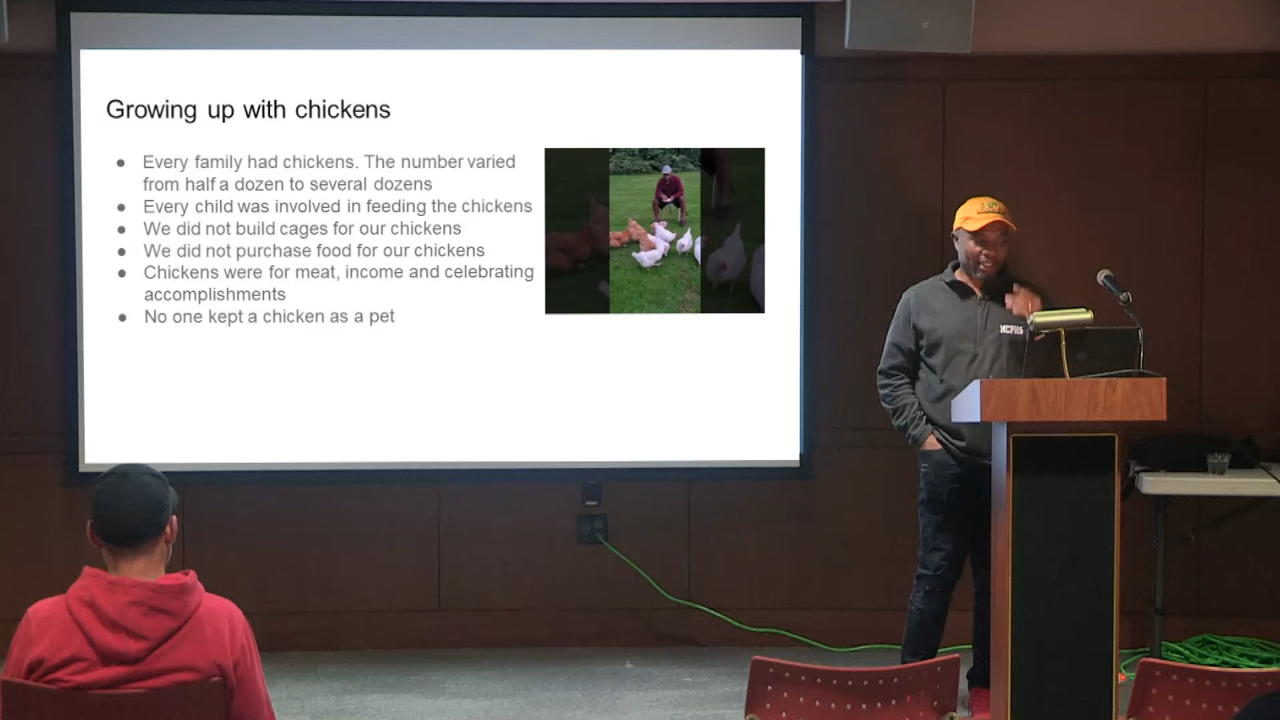 Growing up with chickens
● Every family had chickens. The number varied
from half a dozen to several dozens
● Every child was involved in feeding the chickens
● We did not build cages for our chickens
● We did not purchase food for our chickens
● Chickens were for meat, income and celebrating
accomplishments
● No one kept a chicken as a pet
MCPHS